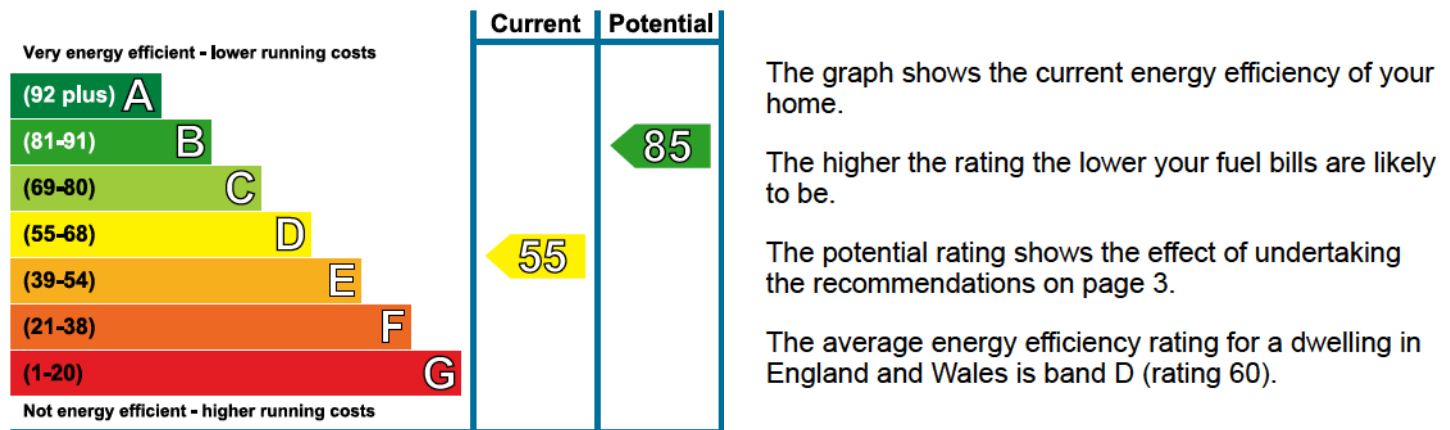 Current Potential
Very energy efficient - lower running costs
(92 plus) A
(81-91) B
85
(69-80) C
(55-68) D
55
(39-54) E
(21-38) F
(1-20) G
Not energy efficient - higher running costs
The graph shows the current energy efficiency of your
home.
The higher the rating the lower your fuel bills are likely
to be.
The potential rating shows the effect of undertaking
the recommendations on page 3.
The average energy efficiency rating for a dwelling in
England and Wales is band D (rating 60).